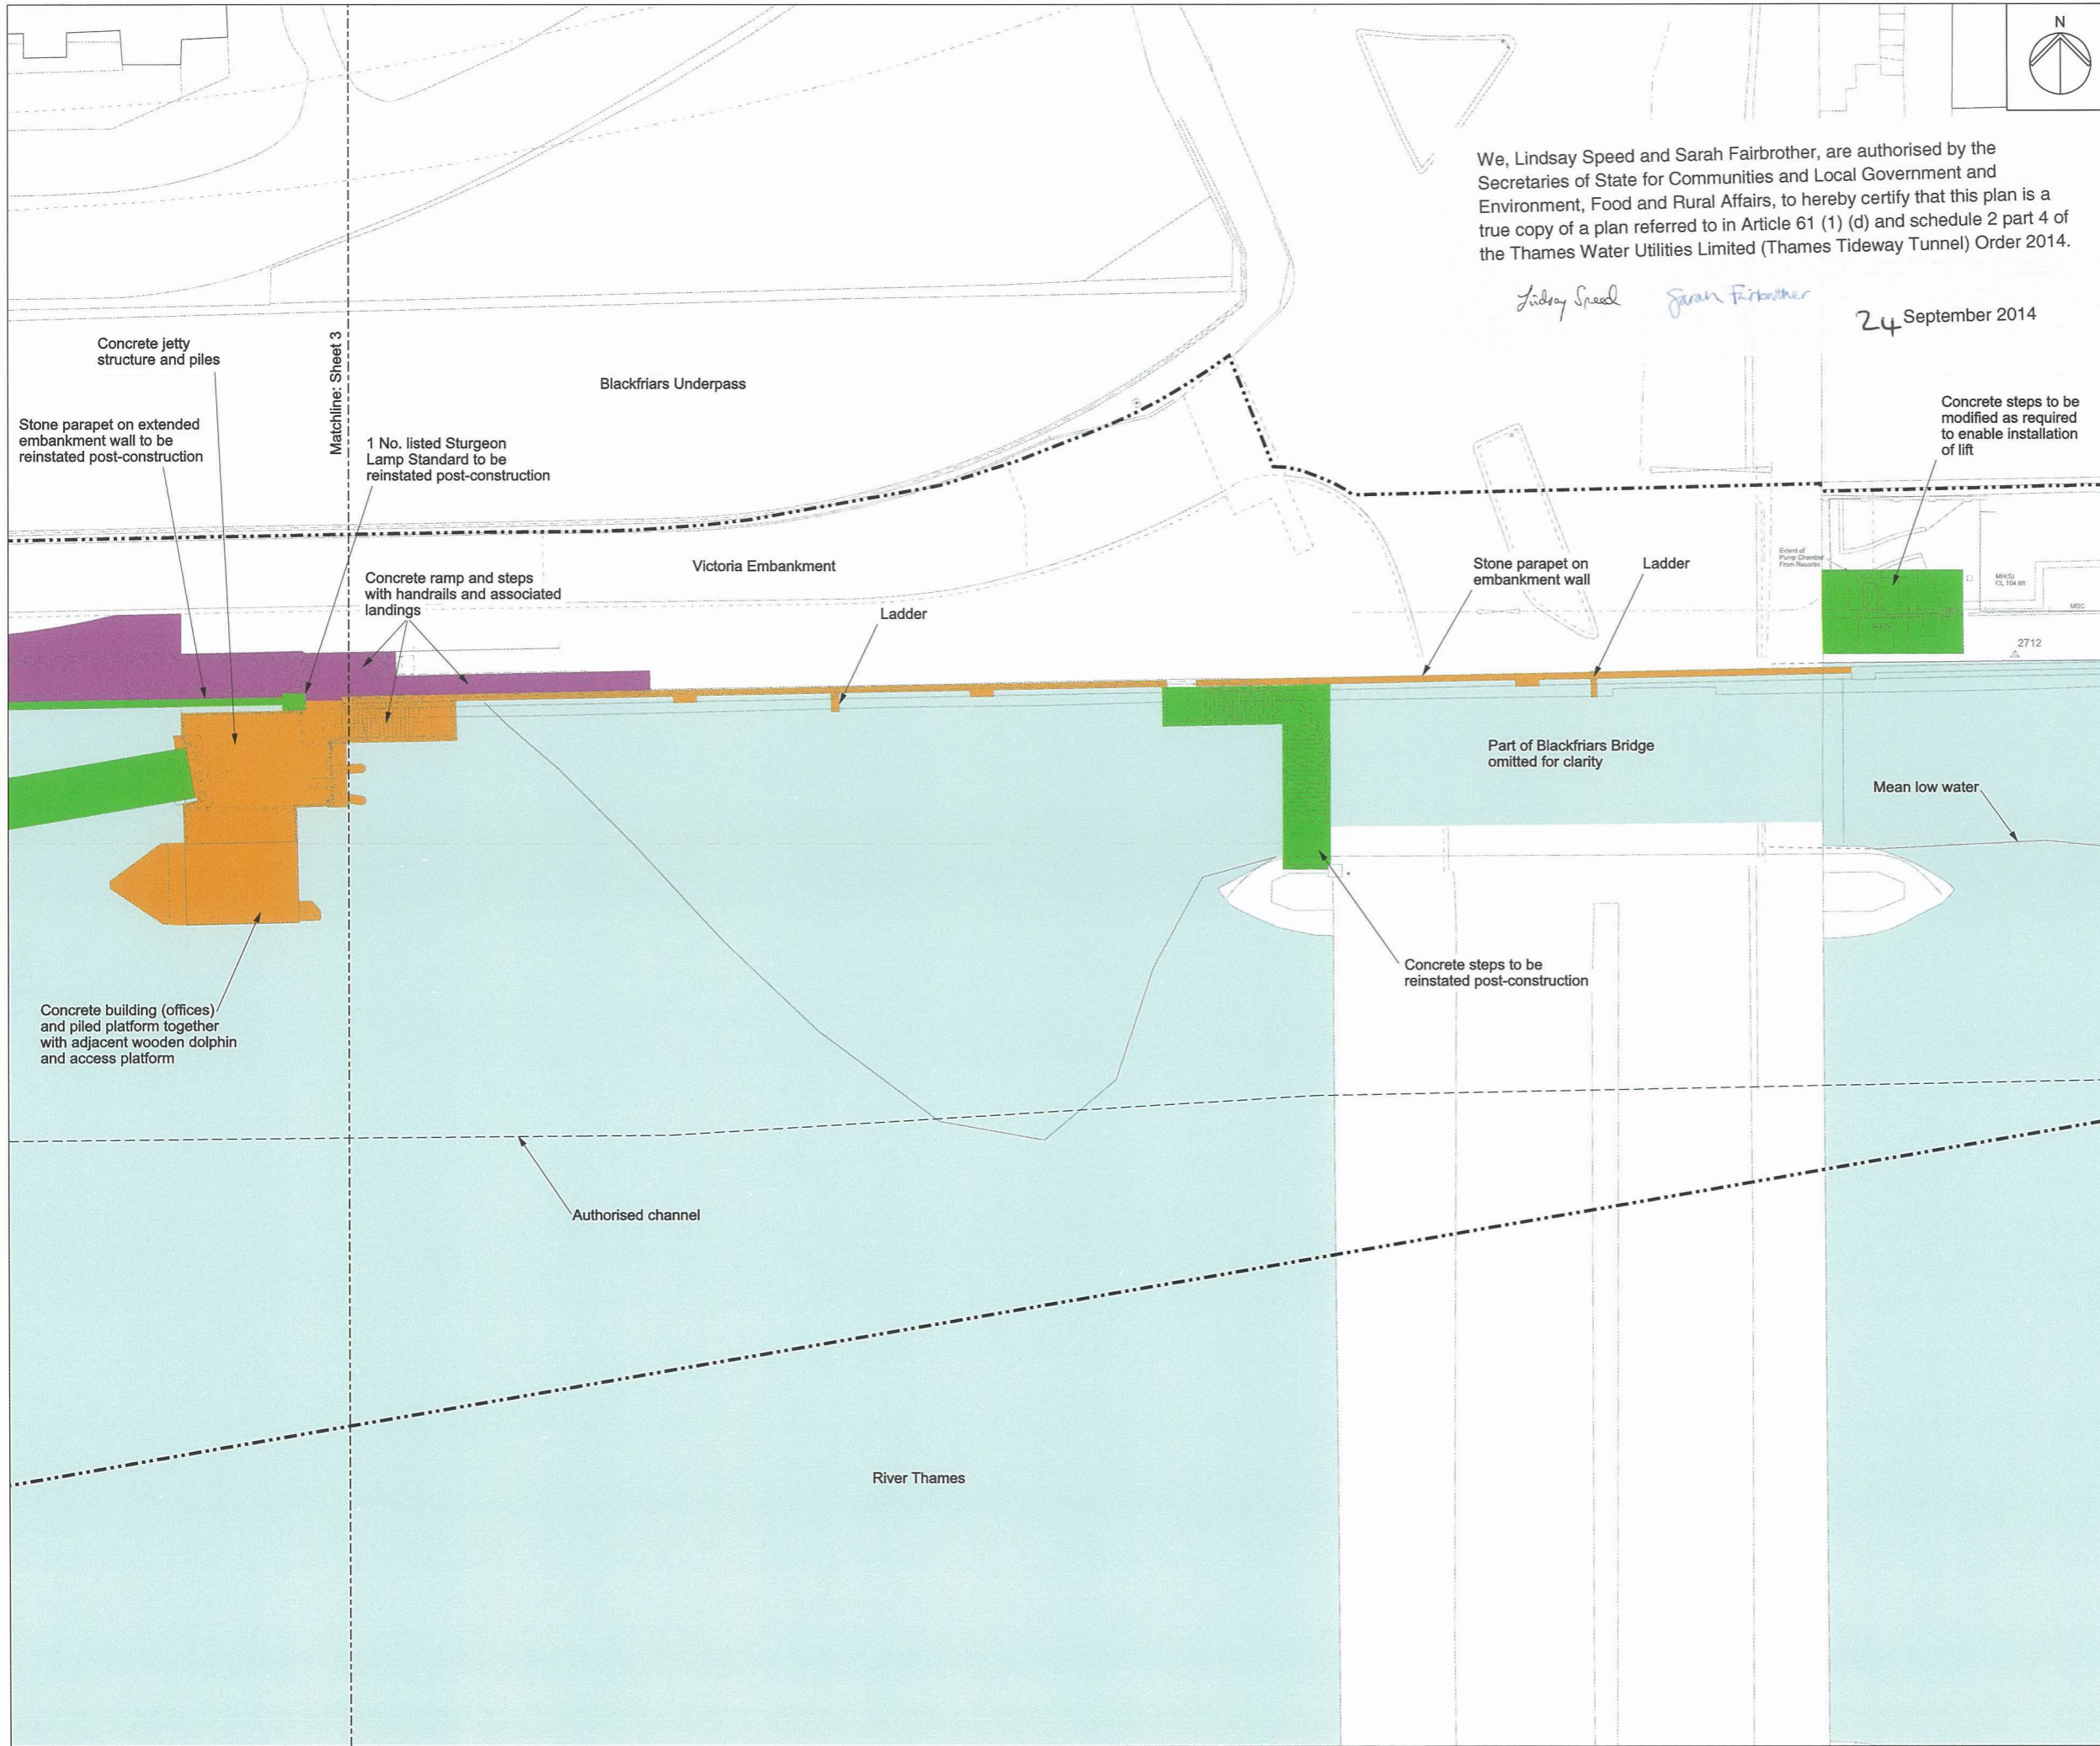 N
We, Lindsay Speed and Sarah Fairbrother, are authorised by the
Secretaries of State for Communities and Local Government and
Environment, Food and Rural Affairs, to hereby certify that this plan is a
true copy of a plan referred to in Article 61 (1) (d) and schedule 2 part 4 of
the Thames Water Utilities Limited (Thames Tideway Tunnel) Order 2014.
Lindsay Speed Sarah Fairbrother
24 September 2014
Concrete jetty
structure and piles
Matchline: Sheet 3
Blackfriars Underpass
Stone parapet on extended
embankment wall to be
reinstated post-construction
1 No. listed Sturgeon
Lamp Standard to be
reinstated post-construction
Concrete steps to be
modified as required
to enable installation
of lift
Concrete ramp and steps
with handrails and associated
landings
Victoria Embankment
Ladder
Stone parapet on
embankment wall
Ladder
Extent of
Pump Chamber
From Records
MH(S)
MGC
2712
Part of Blackfriars Bridge
omitted for clarity
Mean low water
Concrete steps to be
reinstated post-construction
Concrete building (offices)
and piled platform together
with adjacent wooden dolphin
and access platform
Authorised channel
River Thames